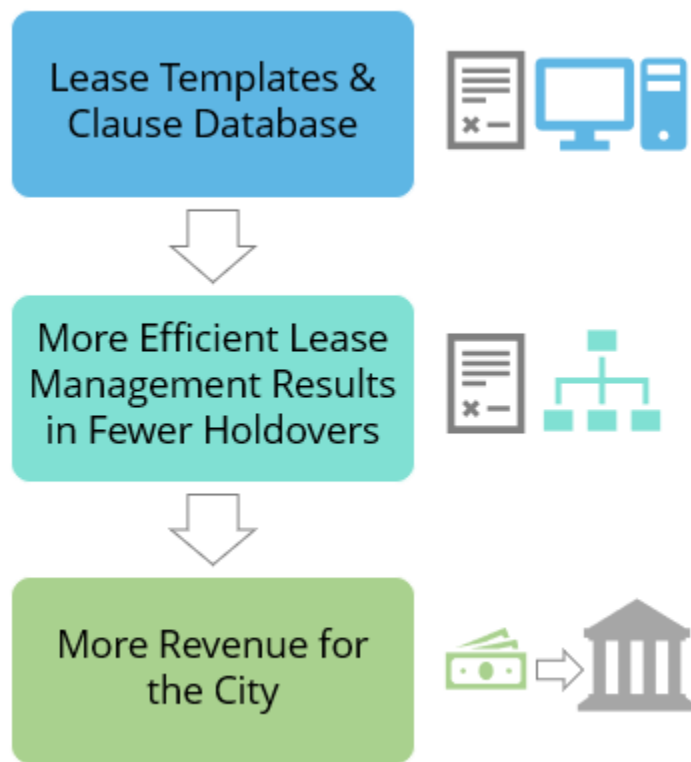 Lease Templates &
Clause Database
More Efficient Lease
Management Results
in Fewer Holdovers
More Revenue for
the City